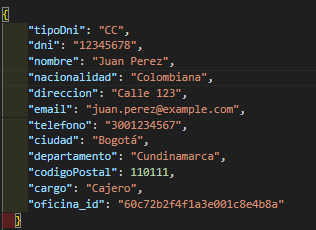 {
"tipoDni": "CC",
"dni": "12345678",
"nombre": "Juan Perez",
"nacionalidad": "Colombiana",
"direccion": "Calle 123",
"email": "juan.perez@example.com",
"telefono": "3001234567",
"ciudad": "Bogotá",
"departamento": "Cundinamarca",
"codigoPostal": 110111,
"cargo": "Cajero",
"oficina_id": "60c72b2f4f1a3e001c8e4b8a"
}